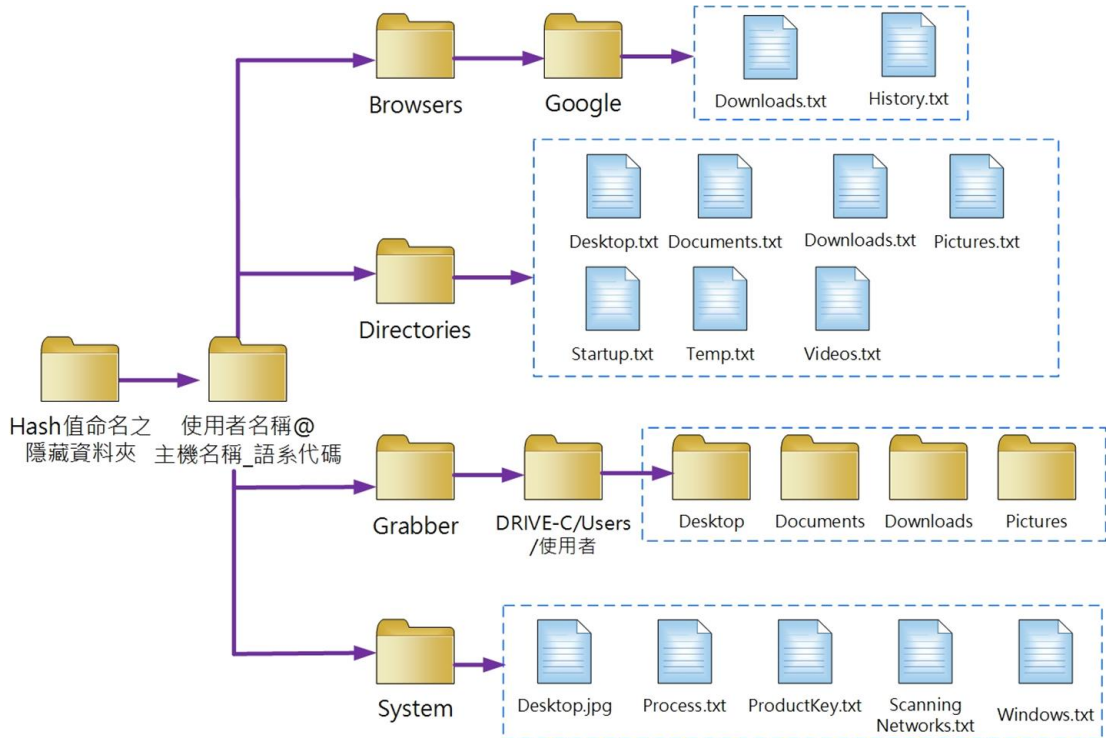 Browsers
Google
Downloads.txt
History.txt
Directories
Desktop.txt
Documents.txt
Downloads.txt
Pictures.txt
Startup.txt
Temp.txt
Videos.txt
Hash值命名之
隱藏資料夾
使用者名稱@
主機名稱_語系代碼
Grabber
DRIVE-C/Users
/使用者
Desktop
Documents
Downloads
Pictures
System
Desktop.jpg
Process.txt
ProductKey.txt
Scanning
Networks.txt
Windows.txt